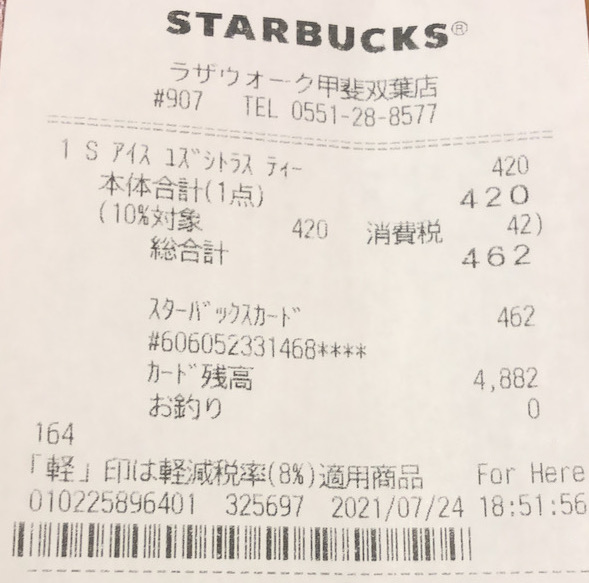 STARBUCKS®
ラザウォーク甲斐双葉店
#907 TEL 0551-28-8577
1 S アイス ユズシトラス ティー 420
本体合計(1点) 420
(10%対象 420 消費税 42)
総合計 462
スターバックスカード 462
#606052331468****
カード残高 4,882
お釣り 0
164
「軽」印は軽減税率(8%)適用商品 For Here
010225896401 325697 2021/07/24 18:51:56